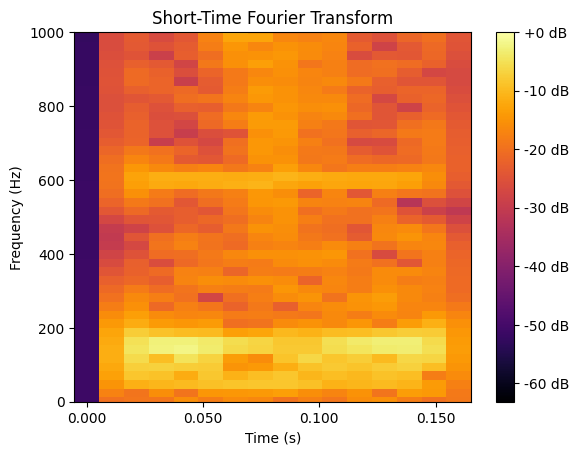 Short-Time Fourier Transform
1000
800
600
400
200
0
Frequency (Hz)
0.000
0.050
0.100
0.150
Time (s)
+0 dB
-10 dB
-20 dB
-30 dB
-40 dB
-50 dB
-60 dB